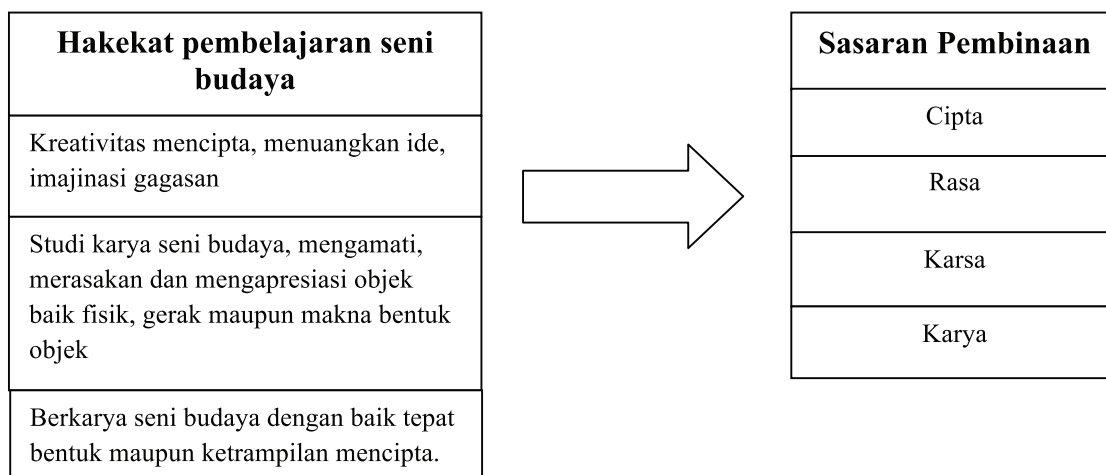 Hakekat pembelajaran seni
budaya
Kreativitas mencipta, menuangkan ide,
imajinasi gagasan
Studi karya seni budaya, mengamati,
merasakan dan mengapresiasi objek
baik fisik, gerak maupun makna bentuk
objek
Berkarya seni budaya dengan baik tepat
bentuk maupun ketrampilan mencipta.
Sasaran Pembinaan
Cipta
Rasa
Karsa
Karya